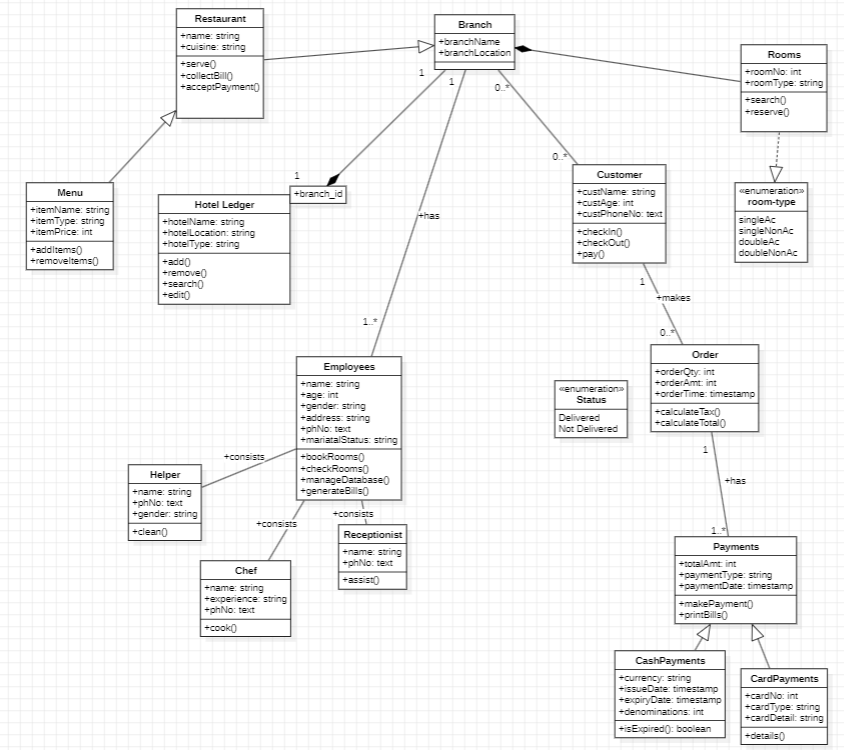 Restaurant
+name: string
+cuisine: string
+serve()
+collectBill()
+acceptPayment()
Branch
+branchName
+branchLocation
Rooms
+roomNo: int
+roomType: string
+search()
+reserve()
1
1
0..*
0..*
1
+branch_id
Menu
+itemName: string
+itemType: string
+itemPrice: int
+addItems()
+removeItems()
Hotel Ledger
+hotelName: string
+hotelLocation: string
+hotelType: string
+add()
+remove()
+search()
+edit()
+has
1..*
Customer
+custName: string
+custAge: int
+custPhoneNo: text
+checkIn()
+checkOut()
+pay()
«enumeration»
room-type
singleAc
singleNonAc
doubleAc
doubleNonAc
1
+makes
0..*
Employees
+name: string
+age: int
+gender: string
+address: string
+phNo: text
+mariatalStatus: string
+bookRooms()
+checkRooms()
+manageDatabase()
+generateBills()
«enumeration»
Status
Delivered
Not Delivered
Order
+orderQty: int
+orderAmt: int
+orderTime: timestamp
+calculateTax()
+calculateTotal()
1
+has
1..*
+consists
+consists
+consists
Helper
+name: string
+phNo: text
+gender: string
+clean()
Chef
+name: string
+experience: string
+phNo: text
+cook()
Receptionist
+name: string
+phNo: text
+assist()
Payments
+totalAmt: int
+paymentType: string
+paymentDate: timestamp
+makePayment()
+printBills()
CashPayments
+currency: string
+issueDate: timestamp
+expiryDate: timestamp
+denominations: int
+isExpired(): boolean
CardPayments
+cardNo: int
+cardType: string
+cardDetail: string
+details()